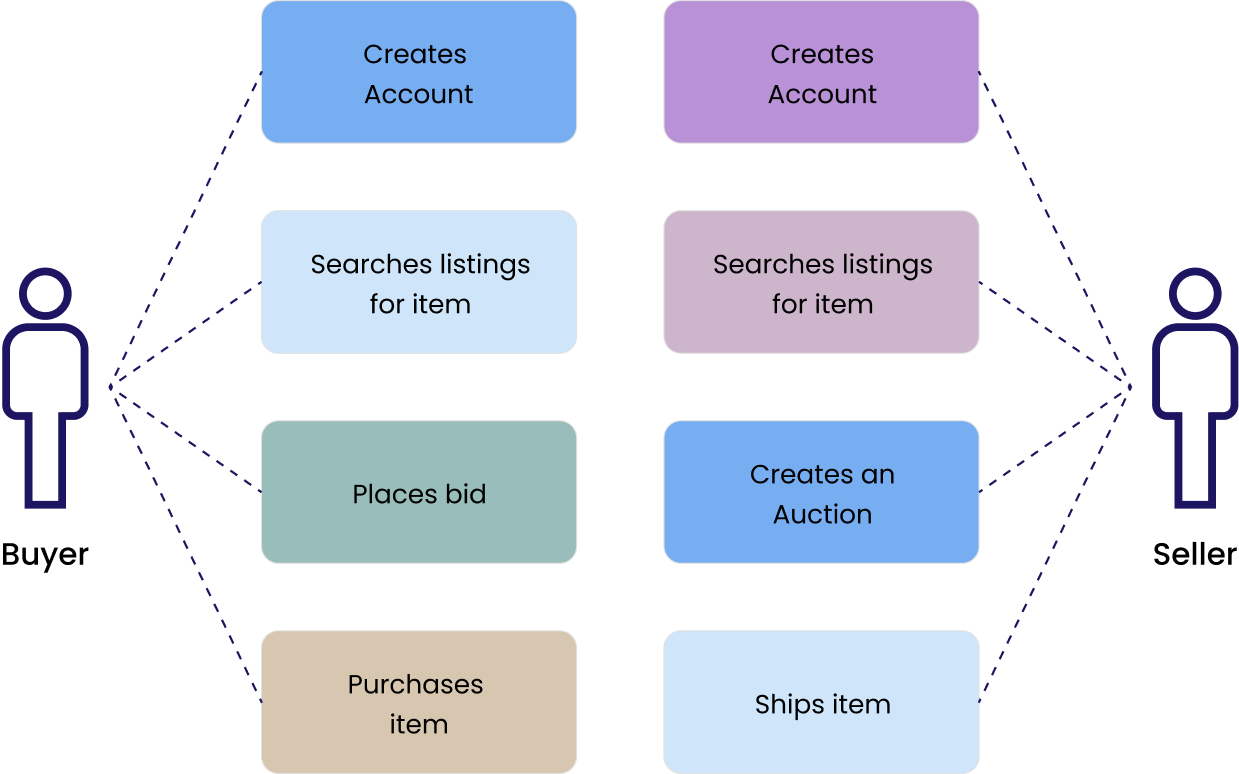 Creates
Account
Creates
Account
Searches listings
for item
Searches listings
for item
Places bid
Creates an
Auction
Buyer
Seller
Purchases
item
Ships item